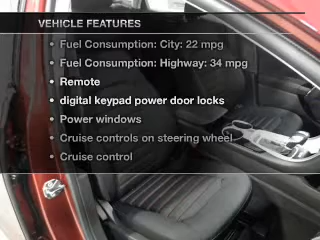 VEHICLE FEATURES
• Fuel Consumption: City: 22 mpg
• Fuel Consumption: Highway: 34 mpg
• Remote
• digital keypad power door locks
• Power windows
• Cruise controls on steering wheel
• Cruise control